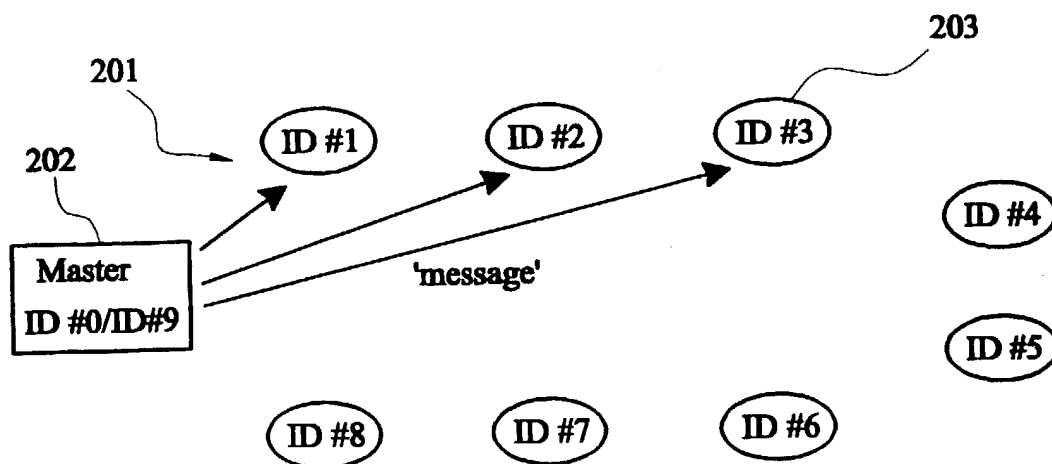 203
201
ID #1
ID #2
ID #3
202
ID #4
Master
ID #0/ID#9
'message'
ID #5
ID #8
ID #7
ID #6